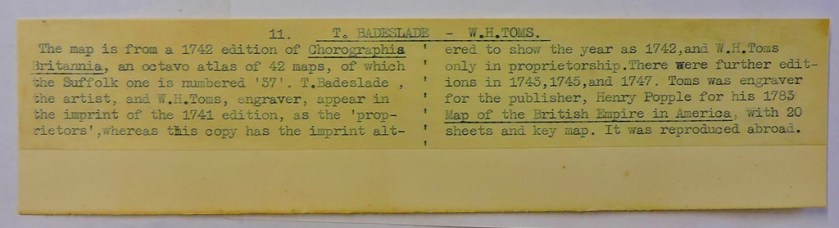 11. T. BADESLADE - W.H.TOMS.
The map is from a 1742 edition of Chorographia
Britannia, an octavo atlas of 42 maps, of which
the Suffolk one is numbered '37'. T.Badeslade ,
the artist, and W.H.Toms, engraver, appear in
the imprint of the 1741 edition, as the 'prop-
rietors',whereas this copy has the imprint alt-
ered to show the year as 1742,and W.H.Toms
only in proprietorship.There were further edit-
ions in 1743,1745,and 1747. Toms was engraver
for the publisher, Henry Popple for his 1783
Map of the British Empire in America, with 20
sheets and key map. It was reproduced abroad.